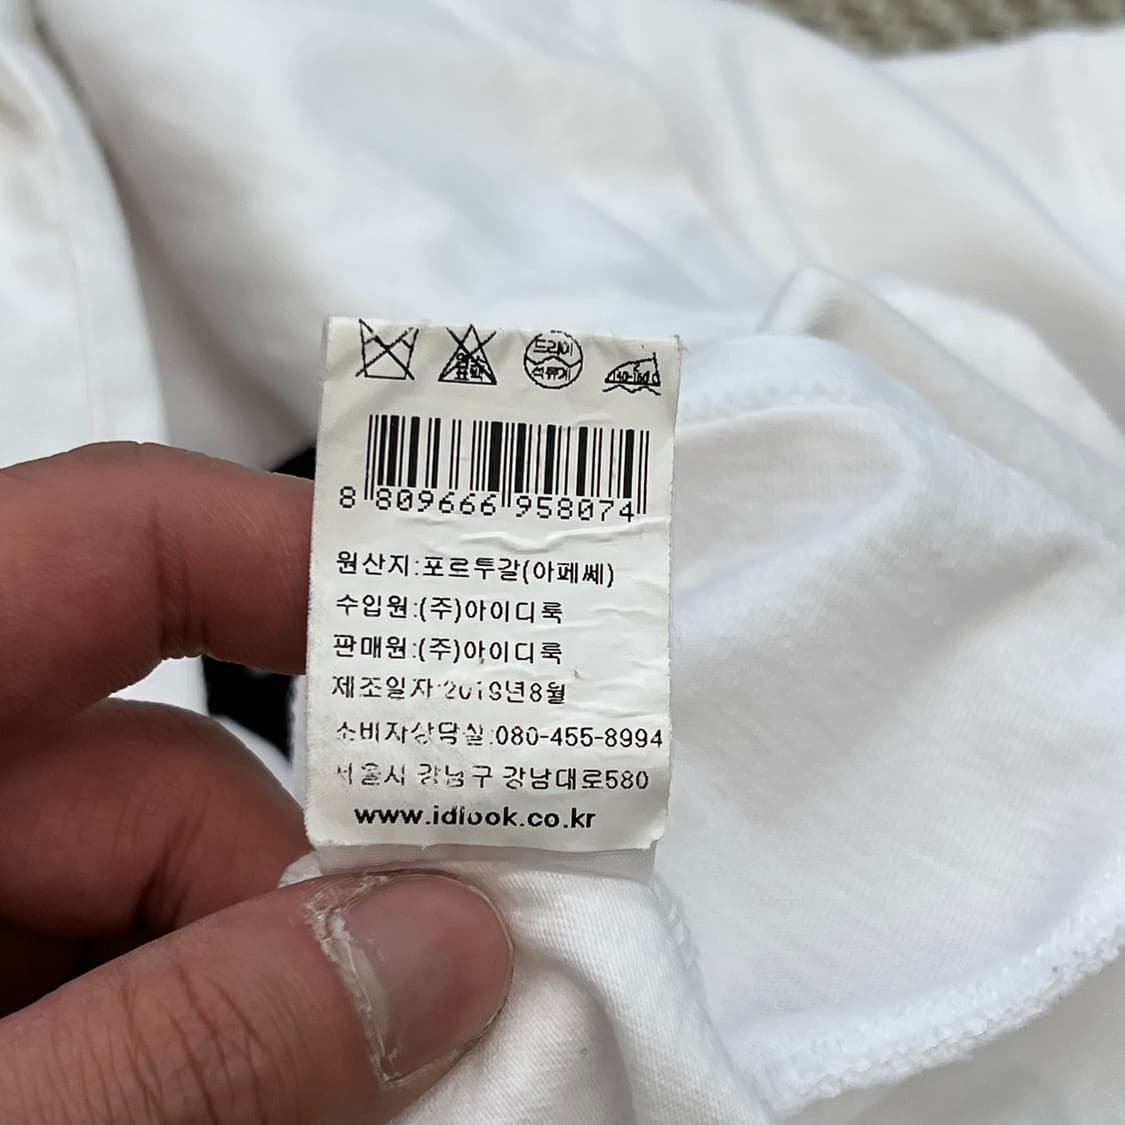 드라이
석유계
140-160℃
8 809666 958074
원산지:포르투갈(아페쎄)
수입원:(주)아이디룩
판매원:(주)아이디룩
제조일자:2019년8월
소비자상담실:080-455-8994
서울시 강남구 강남대로580
www.idlook.co.kr